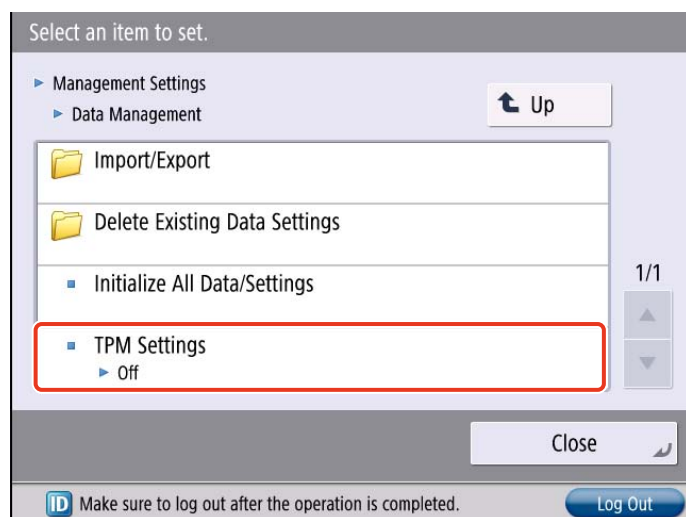 Select an item to set.
Management Settings
Data Management
Up
Import/Export
Delete Existing Data Settings
Initialize All Data/Settings
1/1
TPM Settings
Off
Close
ID Make sure to log out after the operation is completed.
Log Out